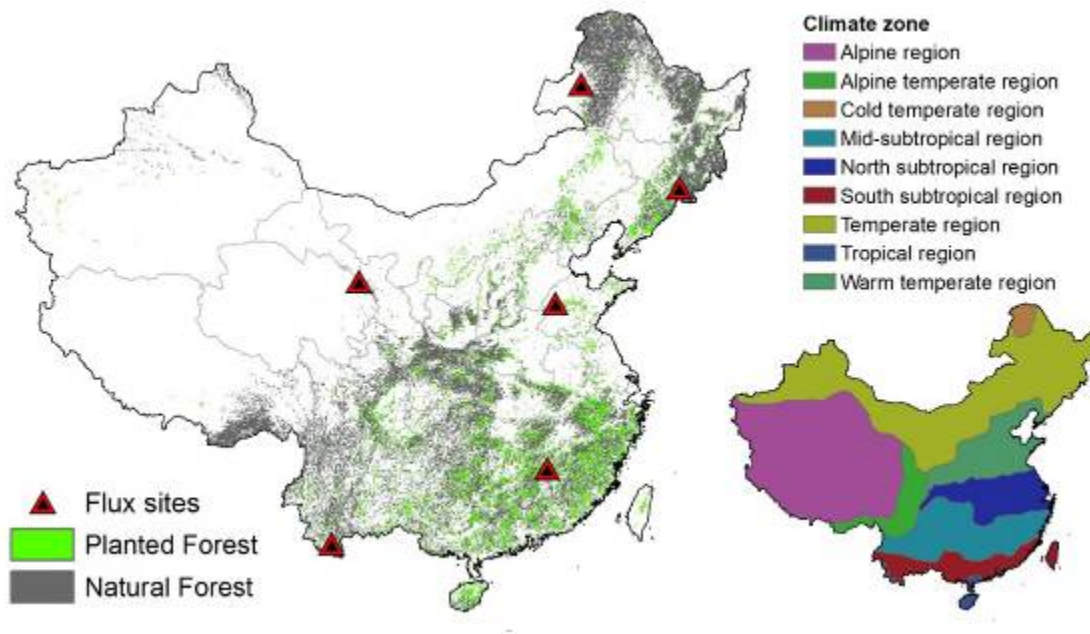 Climate zone
Alpine region
Alpine temperate region
Cold temperate region
Mid-subtropical region
North subtropical region
South subtropical region
Temperate region
Tropical region
Warm temperate region
Flux sites
Planted Forest
Natural Forest